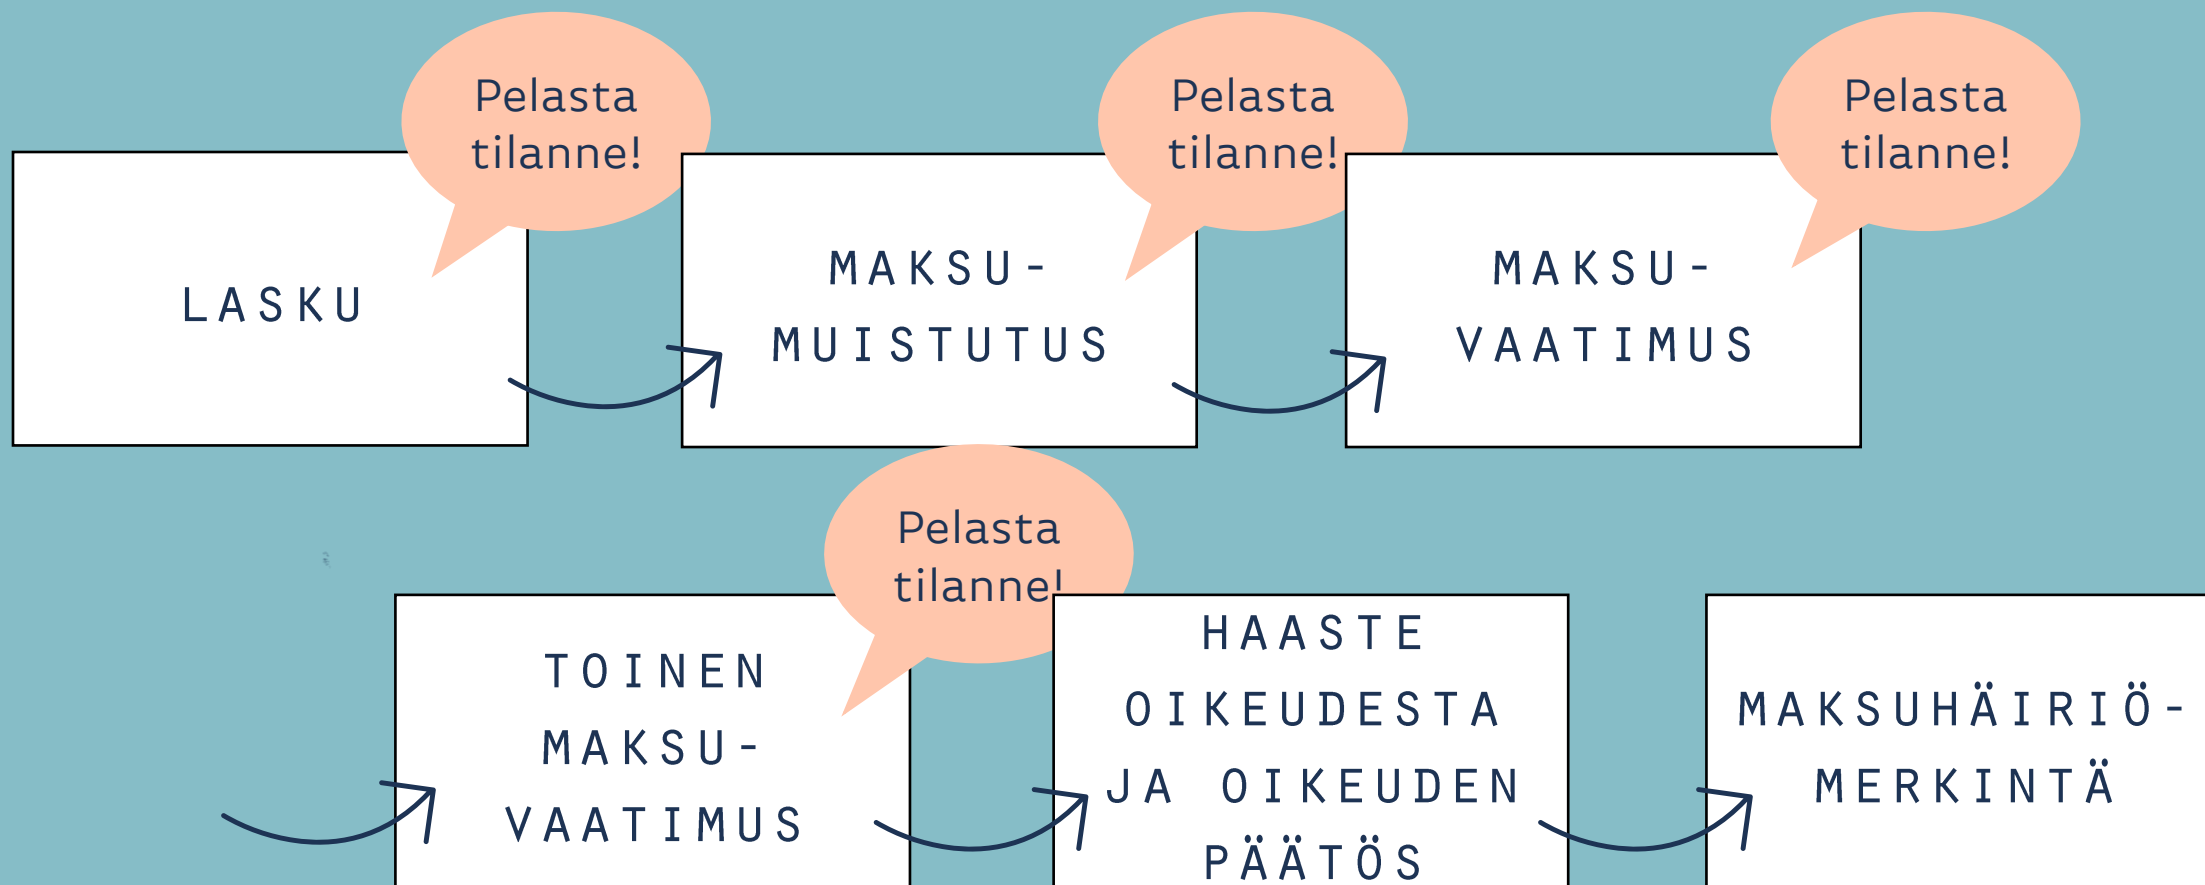 Pelasta
tilanne!
LASKU
Pelasta
tilanne!
MAKSU-
MUISTUTUS
Pelasta
tilanne!
MAKSU-
VAATIMUS
Pelasta
tilanne!
TOINEN
MAKSU-
VAATIMUS
HAASTE
OIKEUDESTA
JA OIKEUDEN
PÄÄTÖS
MAKSUHÄIRIÖ-
MERKINTÄ